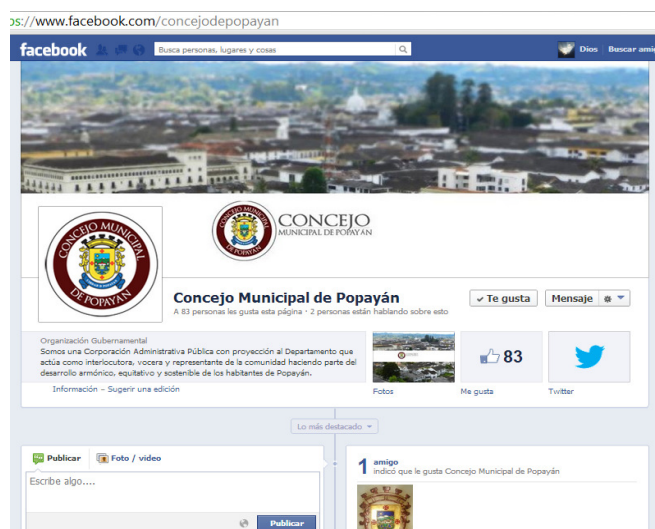 os://www.facebook.com/concejodepopayan
facebook
Busca personas, lugares y cosas
Dios
Buscar ami
CONCEJO
MUNICIPAL DE POPAYÁN
CONCEJO MUNICIPAL
DE POPAYÁN
Concejo Municipal de Popayán
A 83 personas les gusta esta página · 2 personas están hablando sobre esto
✓ Te gusta
Mensaje
Organización Gubernamental
Somos una Corporación Administrativa Pública con proyección al Departamento que
actúa como interlocutora, vocera y representante de la comunidad haciendo parte del
desarrollo armónico, equitativo y sostenible de los habitantes de Popayán.
Información – Sugerir una edición
83
Fotos
Me gusta
Twitter
Lo más destacado
Publicar
Foto / video
Escribe algo....
Publicar
1 amigo
indicó que le gusta Concejo Municipal de Popayán